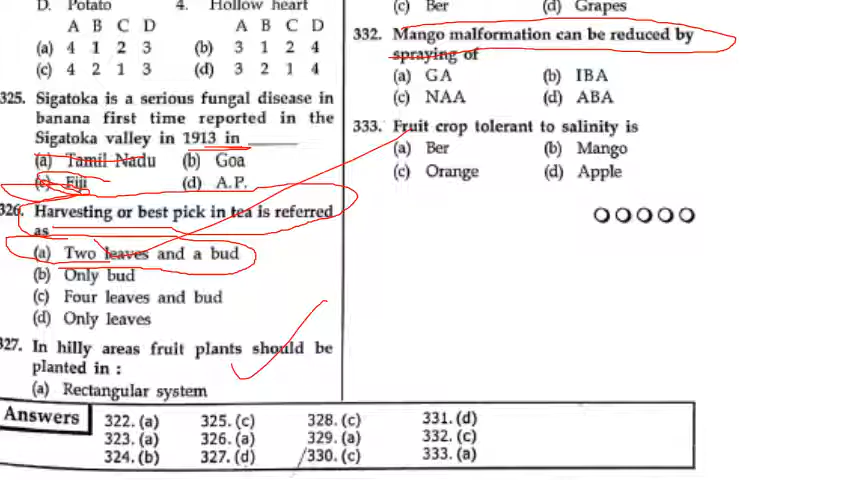 D. Potato 4. Hollow heart
A B C D A B C D
(a) 4 1 2 3 (b) 3 1 2 4
(c) 4 2 1 3 (d) 3 2 1 4
325. Sigatoka is a serious fungal disease in
banana first time reported in the
Sigatoka valley in 1913 in ____
(a) Tamil Nadu (b) Goa
(c) Fiji (d) A.P.
326. Harvesting or best pick in tea is referred
as
(a) Two leaves and a bud
(b) Only bud
(c) Four leaves and bud
(d) Only leaves
327. In hilly areas fruit plants should be
planted in :
(a) Rectangular system
(c) Ber (d) Grapes
332. Mango malformation can be reduced by
spraying of
(a) GA (b) IBA
(c) NAA (d) ABA
333. Fruit crop tolerant to salinity is
(a) Ber (b) Mango
(c) Orange (d) Apple
Answers
322. (a) 325. (c) 328. (c) 331. (d)
323. (a) 326. (a) 329. (a) 332. (c)
324. (b) 327. (d) 330. (c) 333. (a)